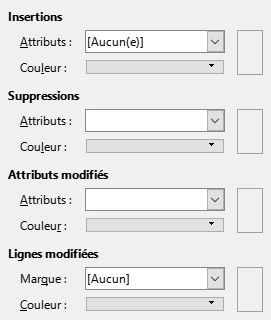 Insertions
Attributs : [Aucun(e)]
Couleur :
Suppressions
Attributs :
Couleur :
Attributs modifiés
Attributs :
Couleur :
Lignes modifiées
Marque : [Aucun]
Couleur :